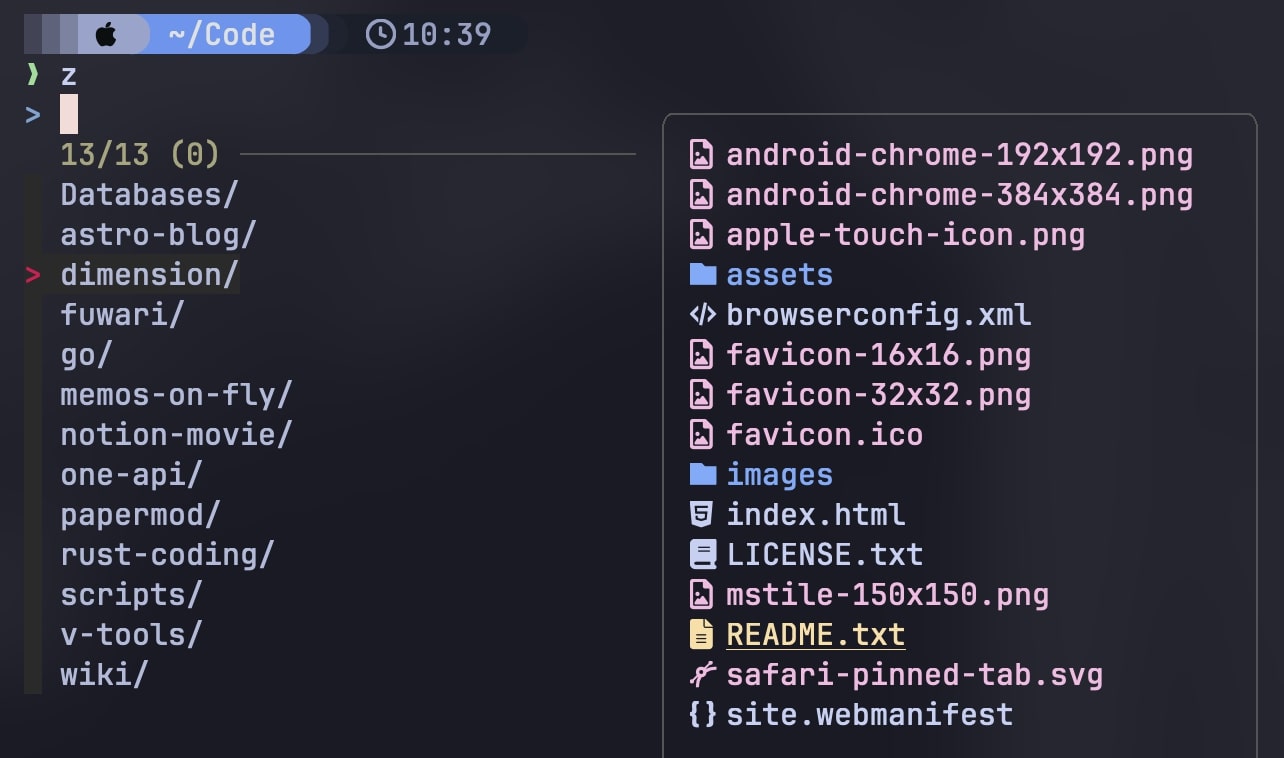 ~/Code 10:39
❯ z
>
13/13 (0)
Databases/
astro-blog/
> dimension/
fuwari/
go/
memos-on-fly/
notion-movie/
one-api/
papermod/
rust-coding/
scripts/
v-tools/
wiki/
android-chrome-192x192.png
android-chrome-384x384.png
apple-touch-icon.png
assets
browserconfig.xml
favicon-16x16.png
favicon-32x32.png
favicon.ico
images
index.html
LICENSE.txt
mstile-150x150.png
README.txt
safari-pinned-tab.svg
site.webmanifest